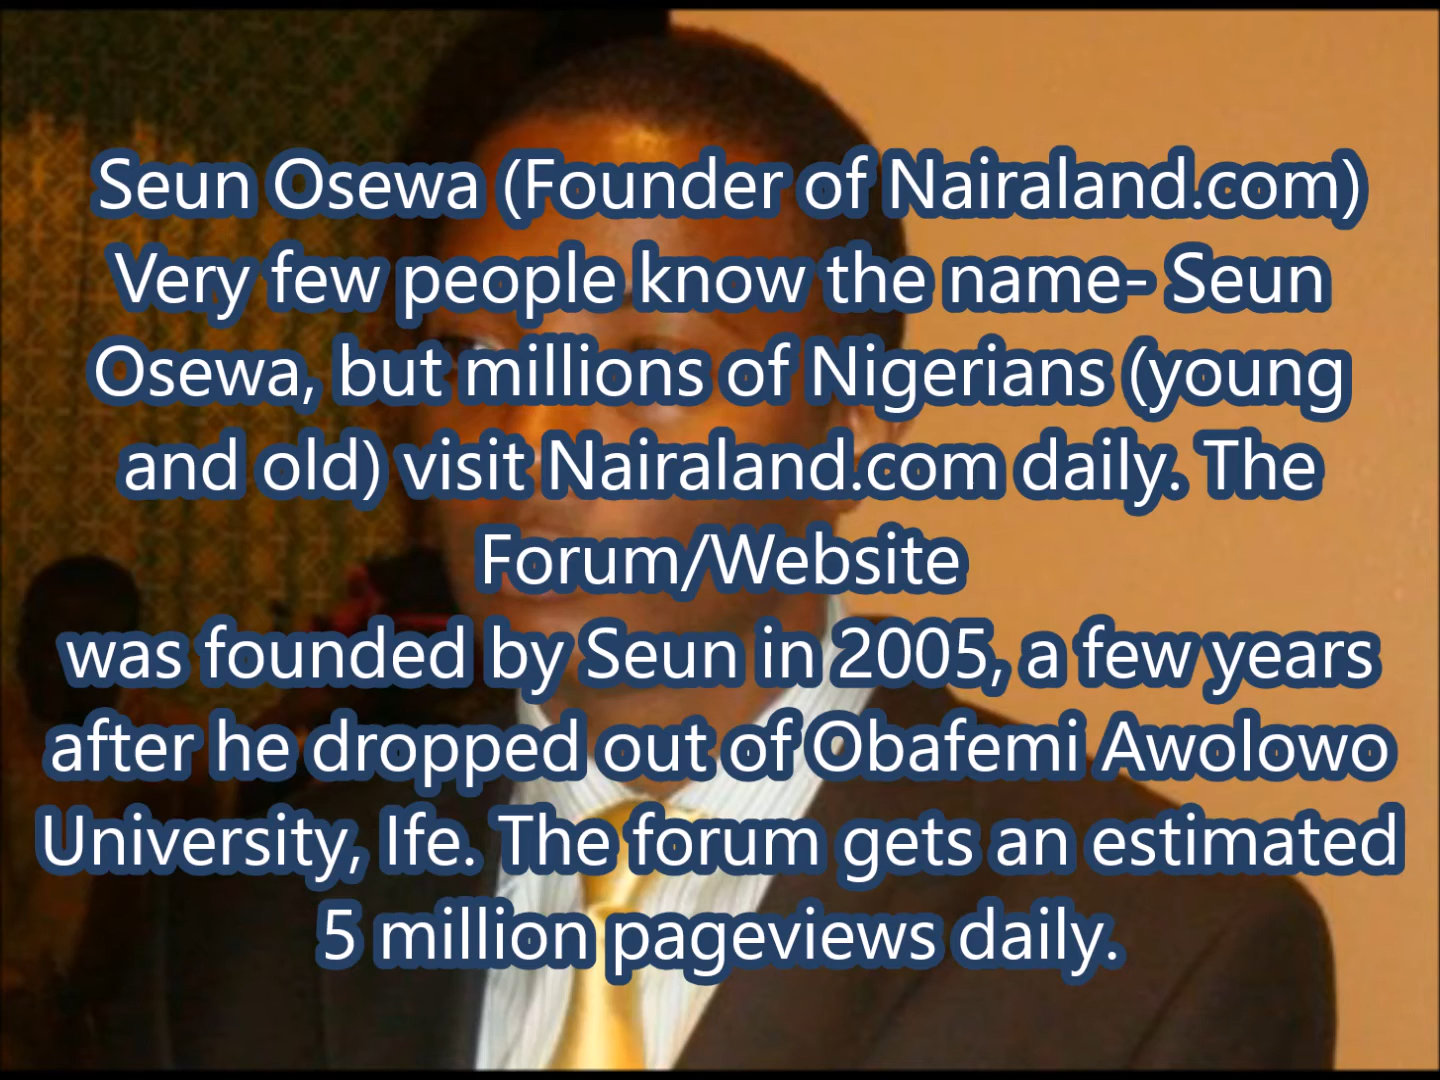 Seun Osewa (Founder of Nairaland.com)
Very few people know the name- Seun
Osewa, but millions of Nigerians (young
and old) visit Nairaland.com daily. The
Forum/Website
was founded by Seun in 2005, a few years
after he dropped out of Obafemi Awolowo
University, Ife. The forum gets an estimated
5 million pageviews daily.